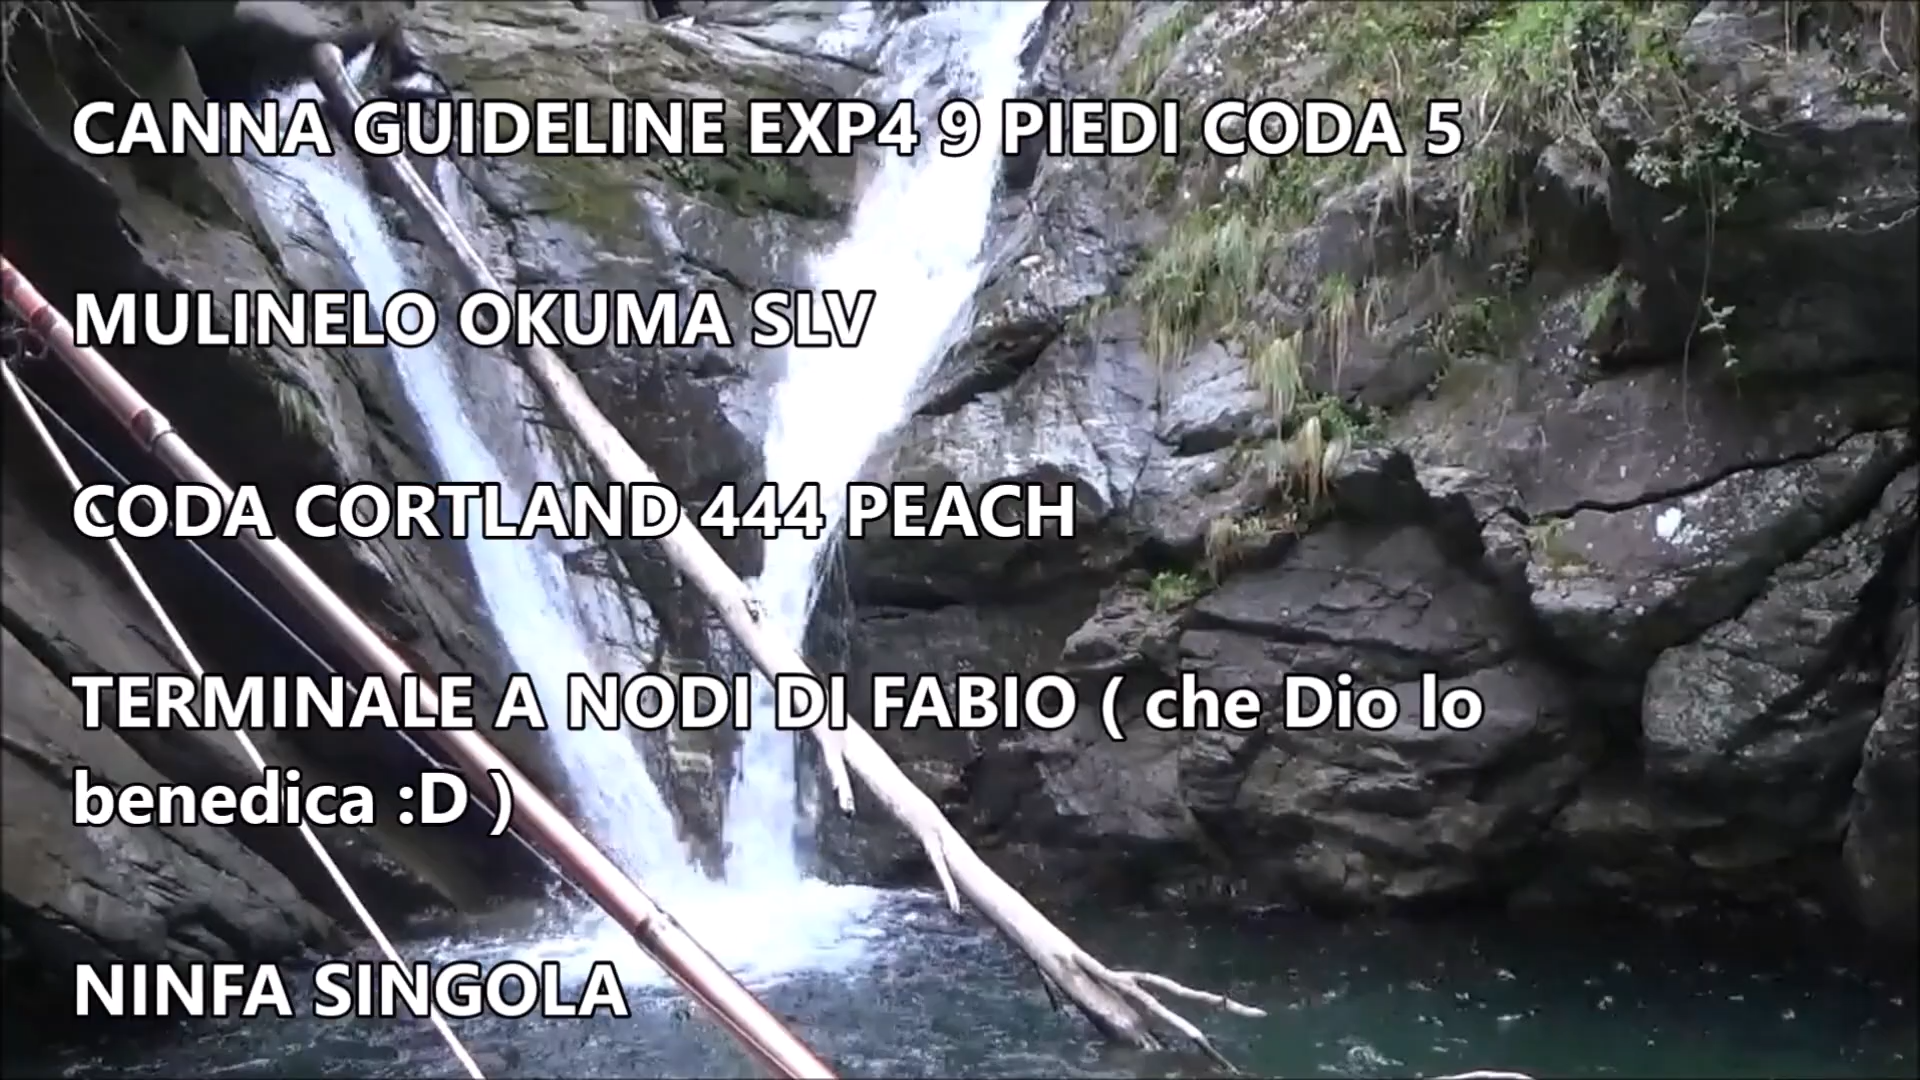 CANNA GUIDELINE EXP4 9 PIEDI CODA 5
MULINELO OKUMA SLV
CODA CORTLAND 444 PEACH
TERMINALE A NODI DI FABIO ( che Dio lo
benedica :D )
NINFA SINGOLA